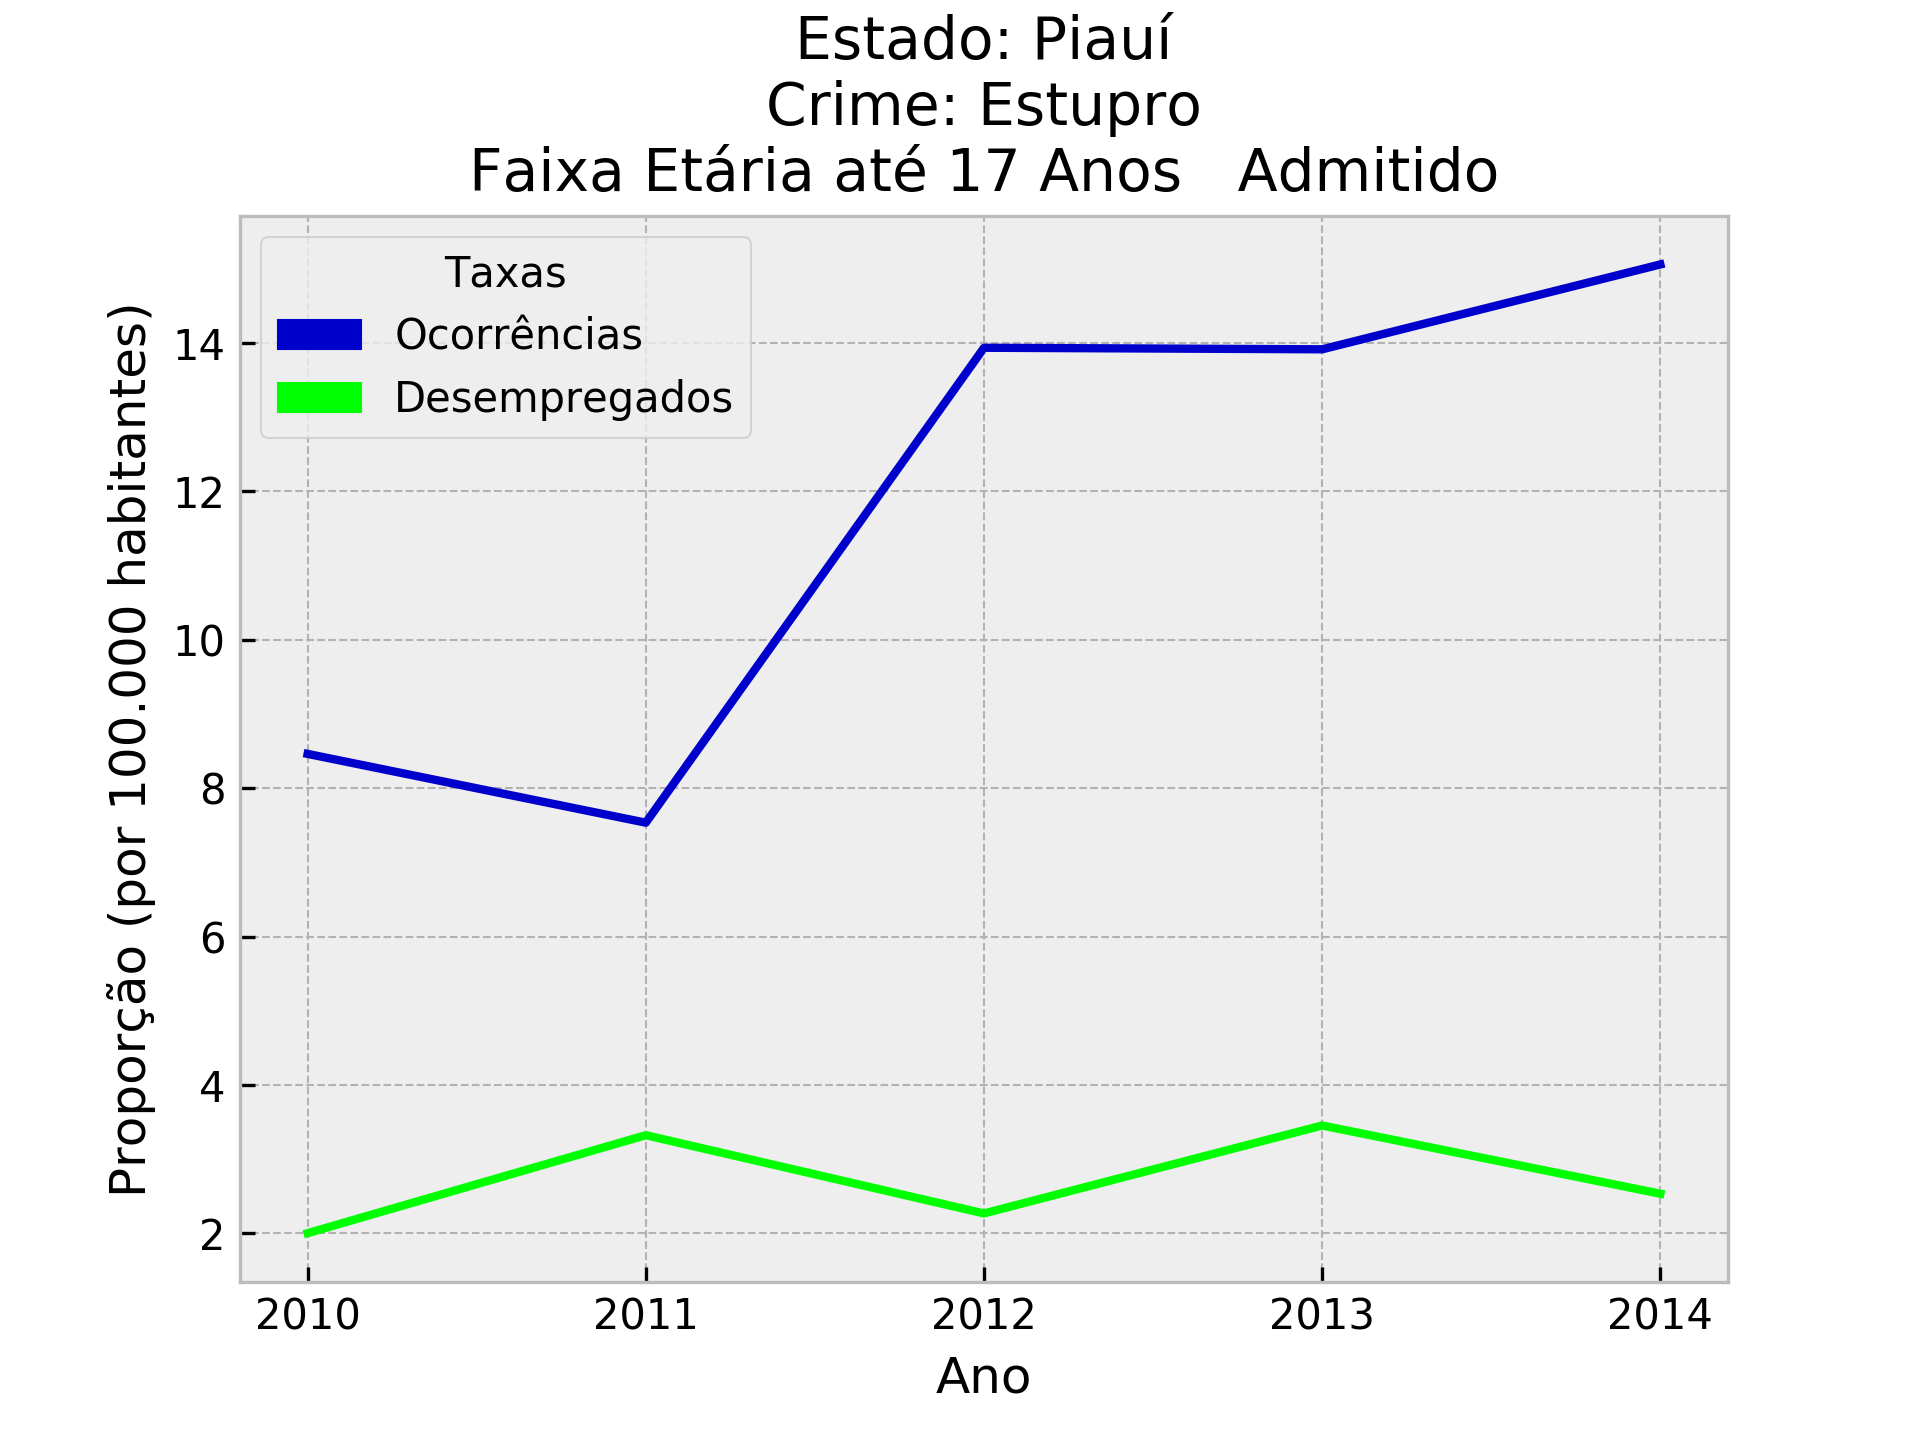 Estado: Piauí
Crime: Estupro
Faixa Etária até 17 Anos   Admitido
Taxas
Ocorrências
Desempregados
Proporção (por 100.000 habitantes)
14
12
10
8
6
4
2
2010 2011 2012 2013 2014
Ano